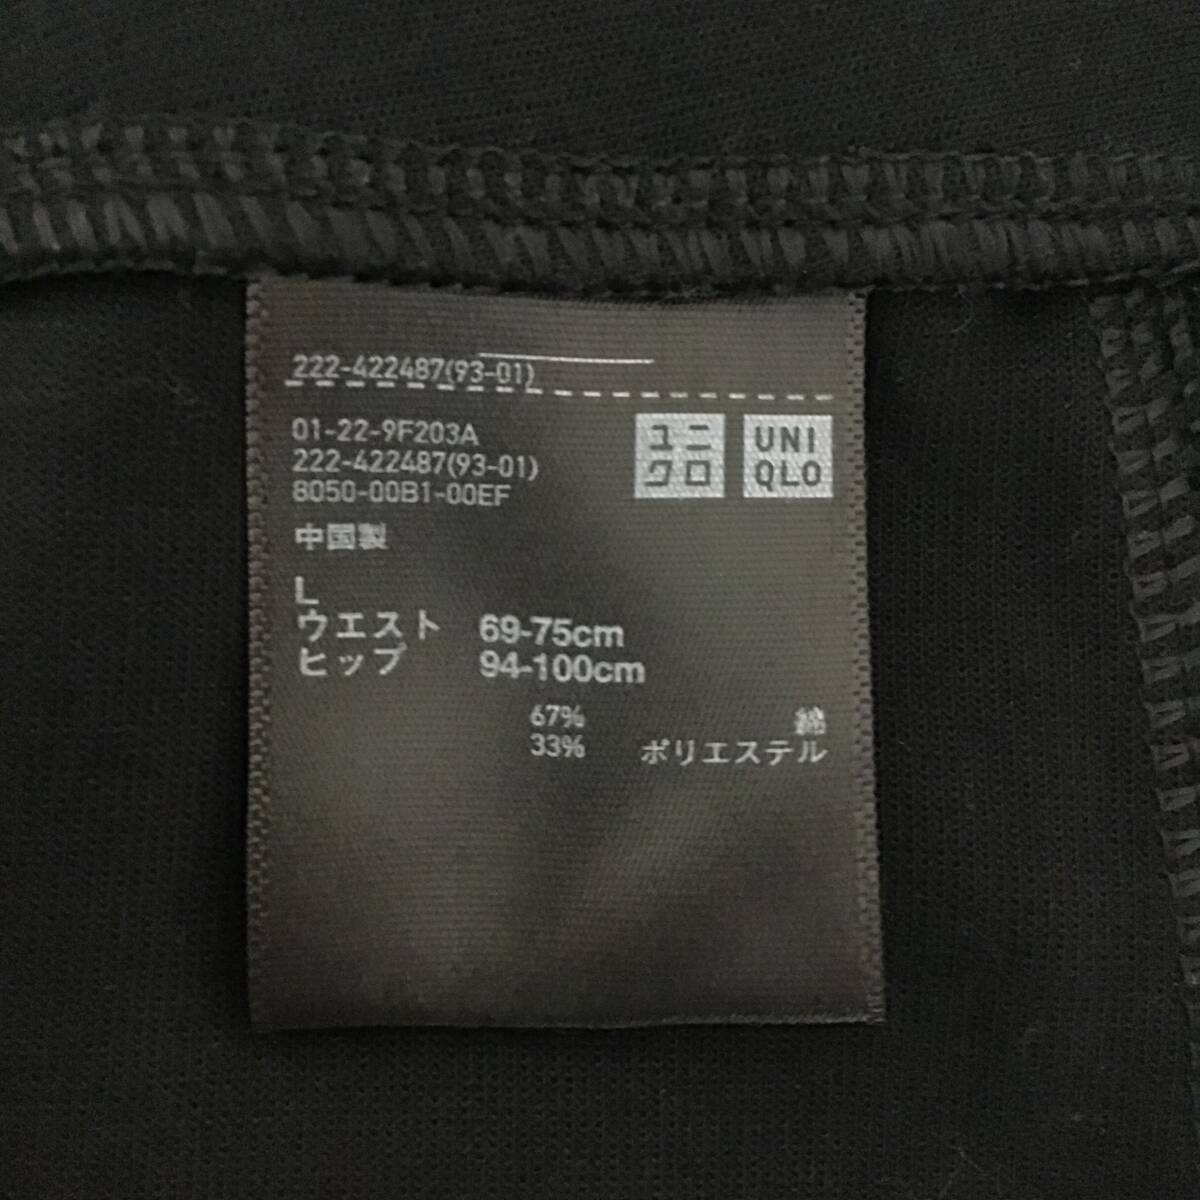 222-422487(93-01)
01-22-9F203A
222-422487(93-01)
8050-00B1-00EF
ユニ
クロ
UNI
QLO
中国製
L
ウエスト 69-75cm
ヒップ 94-100cm
67% 綿
33% ポリエステル